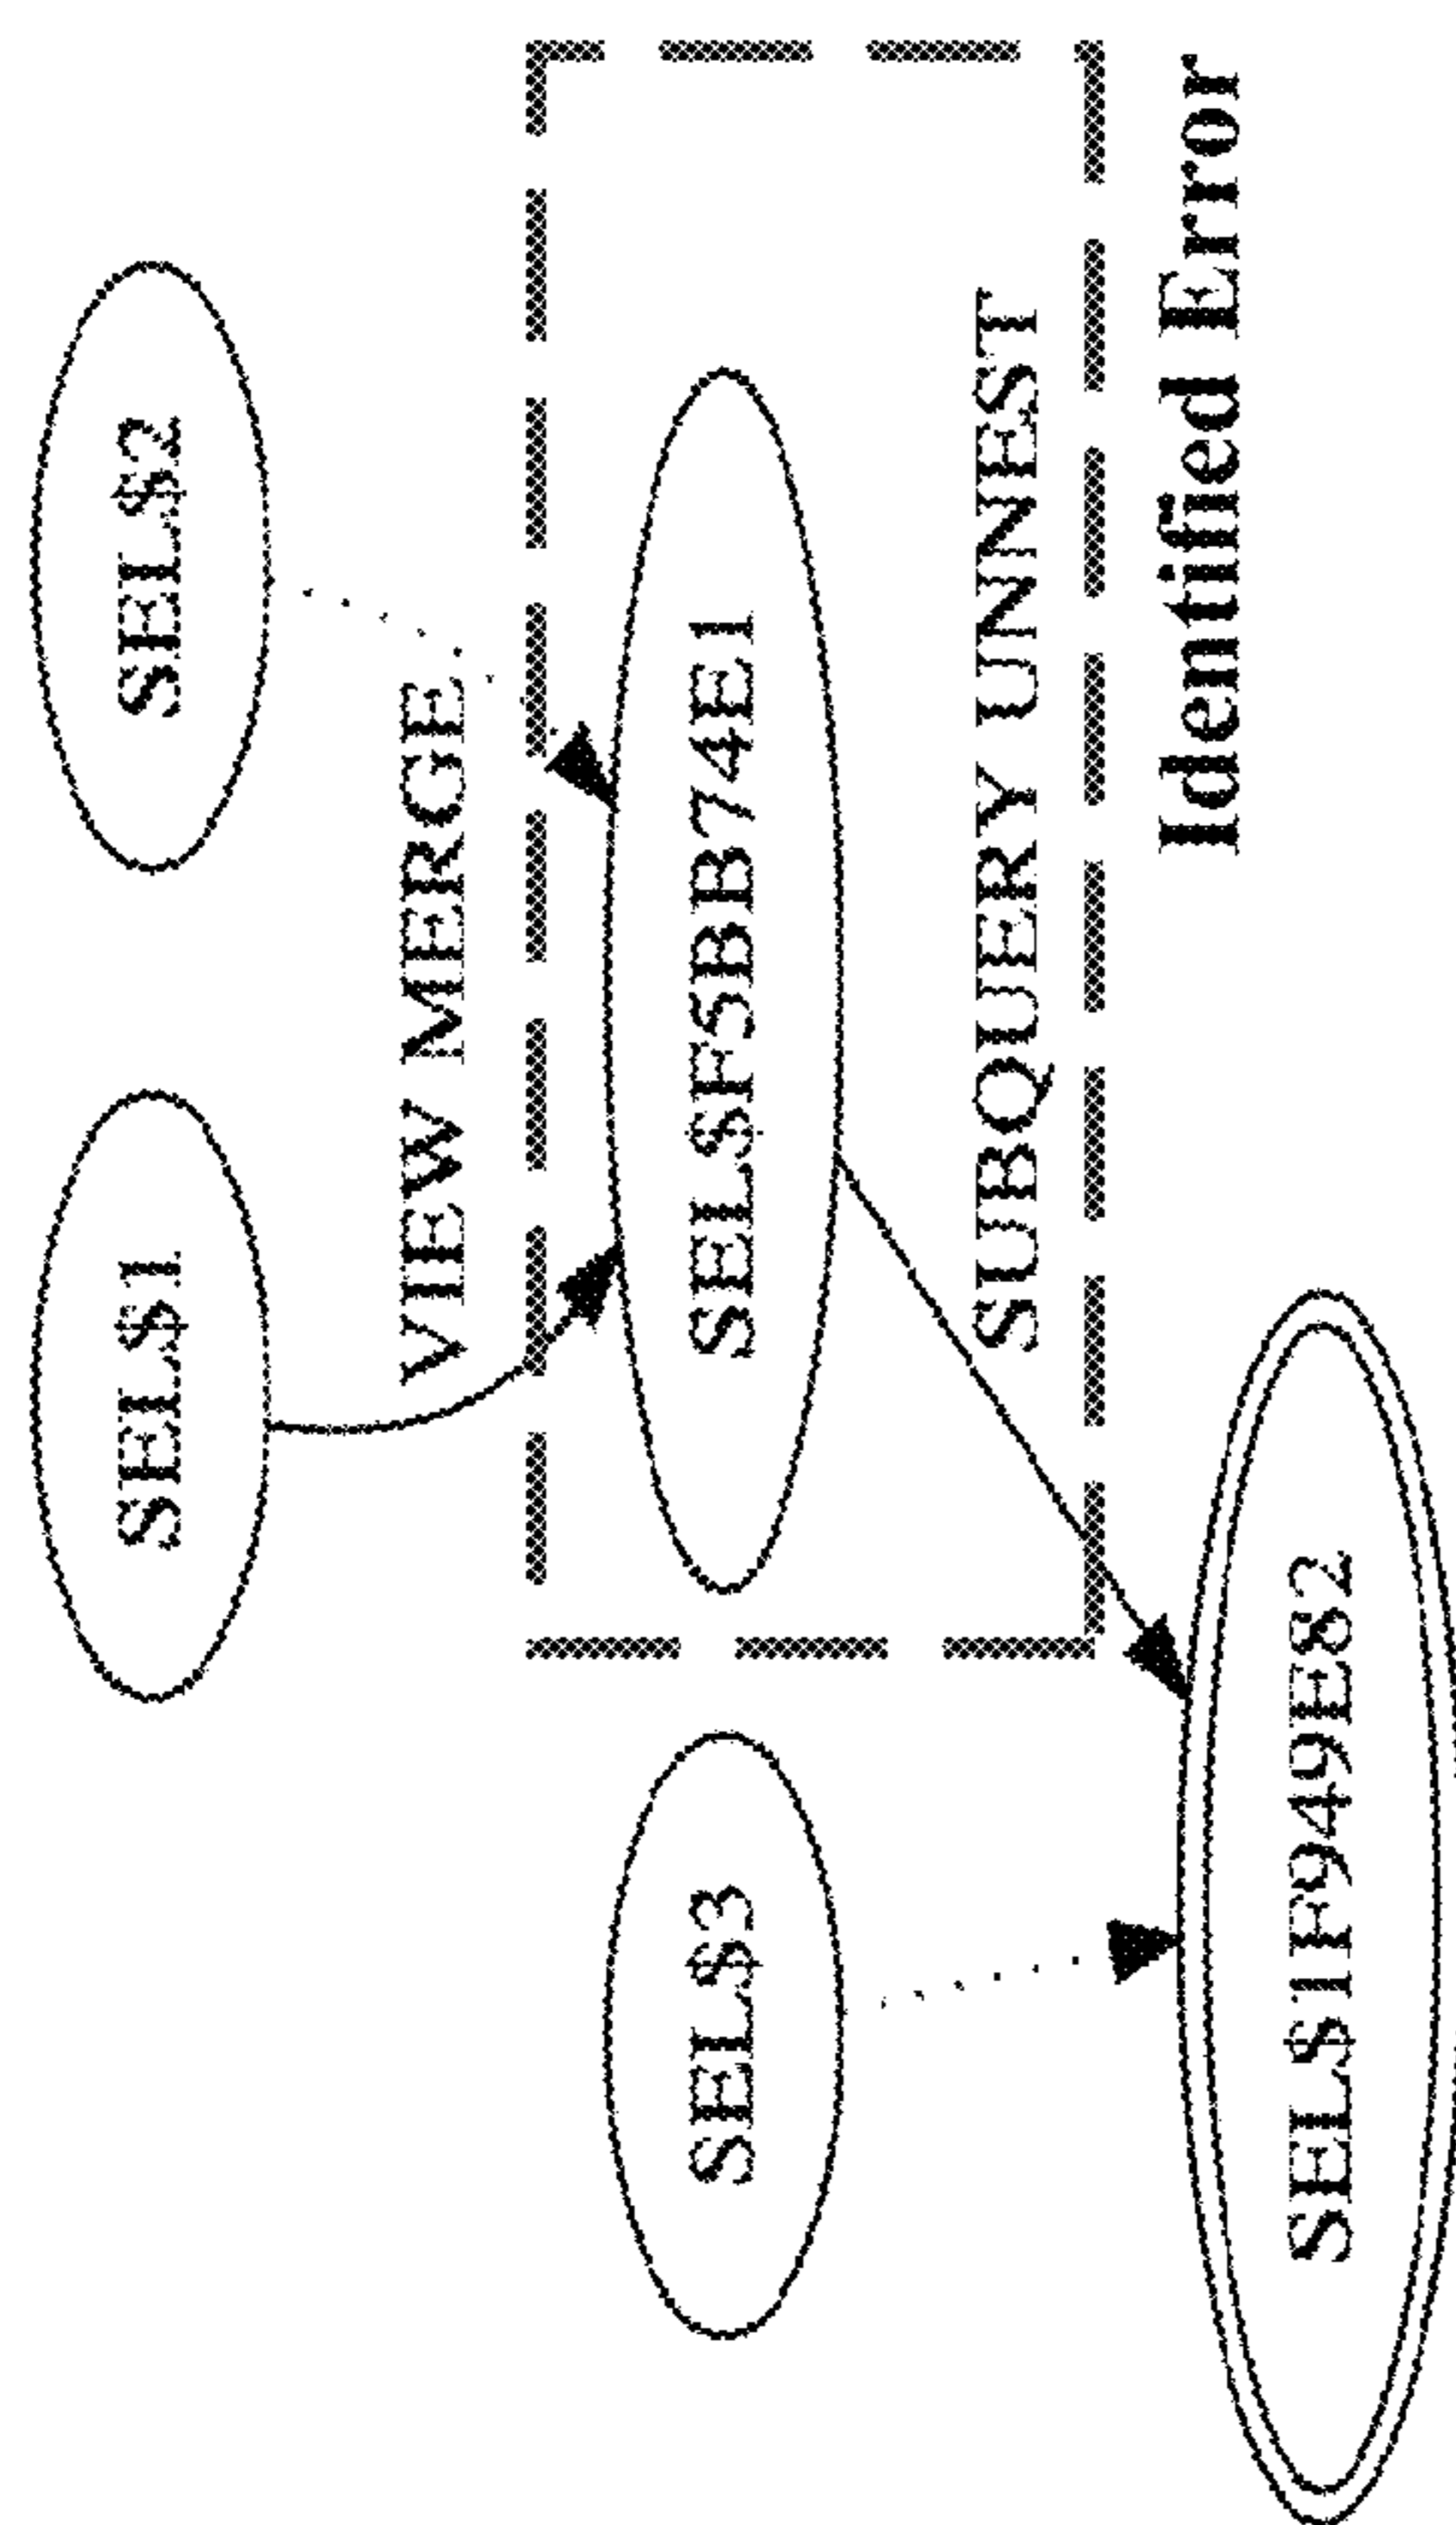 SEL$1
SEL$2
VIEW MERGE
SEL$3
SEL$F5BB74E1
SUBQUERY UNNEST
Identified Error
SEL$1F949E82